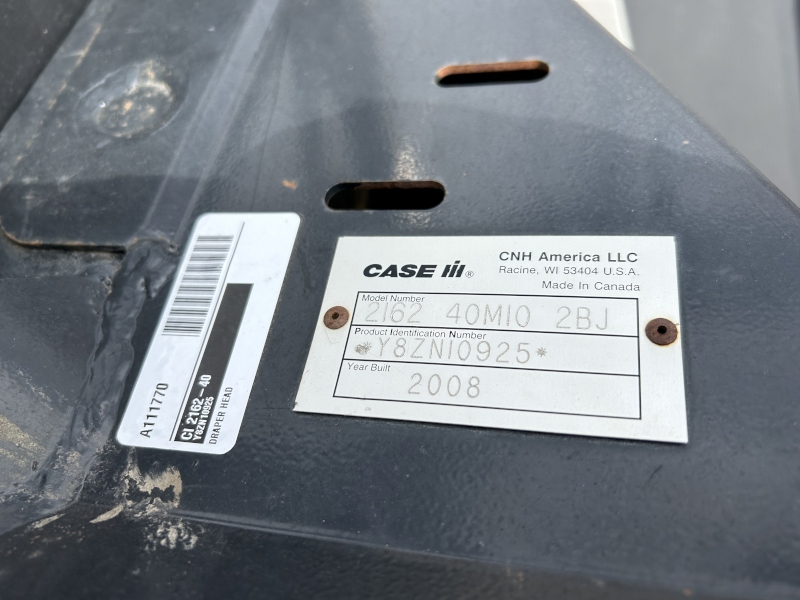 CASE IH®
CNH America LLC
Racine, WI 53404 U.S.A.
Made In Canada
Model Number
2162 40M10 2BJ
Product Identification Number
*Y8ZN10925*
Year Built
2008
A111770
CI 2162-40
Y8ZN10925
DRAPER HEAD